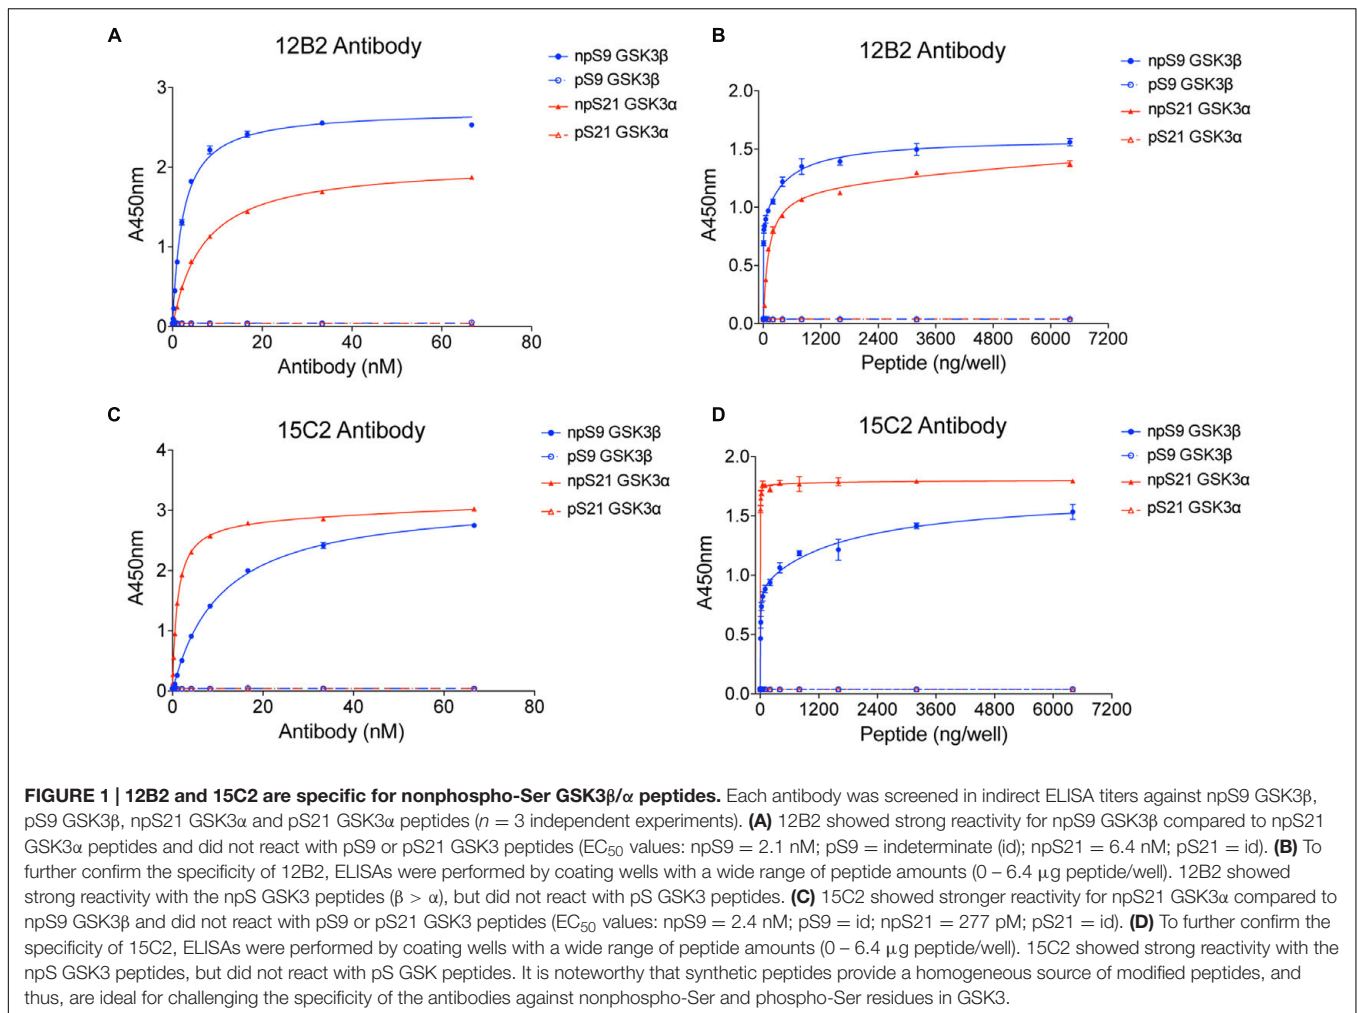 A
12B2 Antibody
npS9 GSK3β
pS9 GSK3β
npS21 GSK3α
pS21 GSK3α
3
2
1
0
A450nm
0 20 40 60 80
Antibody (nM)
B
12B2 Antibody
npS9 GSK3β
pS9 GSK3β
npS21 GSK3α
pS21 GSK3α
2.0
1.5
1.0
0.5
0.0
A450nm
0 1200 2400 3600 4800 6000 7200
Peptide (ng/well)
C
15C2 Antibody
npS9 GSK3β
pS9 GSK3β
npS21 GSK3α
pS21 GSK3α
4
3
2
1
0
A450nm
0 20 40 60 80
Antibody (nM)
D
15C2 Antibody
npS9 GSK3β
pS9 GSK3β
npS21 GSK3α
pS21 GSK3α
2.0
1.5
1.0
0.5
0.0
A450nm
0 1200 2400 3600 4800 6000 7200
Peptide (ng/well)
FIGURE 1 | 12B2 and 15C2 are specific for nonphospho-Ser GSK3β/α peptides. Each antibody was screened in indirect ELISA titers against npS9 GSK3β,
pS9 GSK3β, npS21 GSK3α and pS21 GSK3α peptides (n = 3 independent experiments). (A) 12B2 showed strong reactivity for npS9 GSK3β compared to npS21
GSK3α peptides and did not react with pS9 or pS21 GSK3 peptides (EC50 values: npS9 = 2.1 nM; pS9 = indeterminate (id); npS21 = 6.4 nM; pS21 = id). (B) To
further confirm the specificity of 12B2, ELISAs were performed by coating wells with a wide range of peptide amounts (0 – 6.4 μg peptide/well). 12B2 showed
strong reactivity with the npS GSK3 peptides (β > α), but did not react with pS GSK3 peptides. (C) 15C2 showed stronger reactivity for npS21 GSK3α compared to
npS9 GSK3β and did not react with pS9 or pS21 GSK3 peptides (EC50 values: npS9 = 2.4 nM; pS9 = id; npS21 = 277 pM; pS21 = id). (D) To further confirm the
specificity of 15C2, ELISAs were performed by coating wells with a wide range of peptide amounts (0 – 6.4 μg peptide/well). 15C2 showed strong reactivity with the
npS GSK3 peptides, but did not react with pS GSK peptides. It is noteworthy that synthetic peptides provide a homogeneous source of modified peptides, and
thus, are ideal for challenging the specificity of the antibodies against nonphospho-Ser and phospho-Ser residues in GSK3.